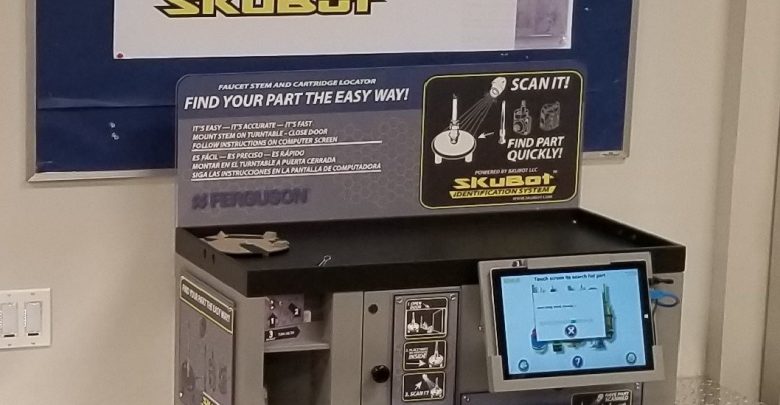 SKUBOT
FAUCET STEM AND CARTRIDGE LOCATOR
FIND YOUR PART THE EASY WAY!
IT'S EASY — IT'S ACCURATE — IT'S FAST
MOUNT STEM ON TURNTABLE - CLOSE DOOR
FOLLOW INSTRUCTIONS ON COMPUTER SCREEN
ES FÁCIL — ES PRECISO — ES RÁPIDO
MONTAR EN EL TURNTABLE A PUERTA CERRADA
SIGA LAS INSTRUCCIONES EN LA PANTALLA DE COMPUTADORA
FERGUSON
SCAN IT!
FIND PART
QUICKLY!
POWERED BY SKUBOT LLC
SKUBOT
IDENTIFICATION SYSTEM
Touch screen to search for part
FIND YOUR PART THE EASY WAY!
1. OPEN
DOOR
INSIDE
3. SCAN IT